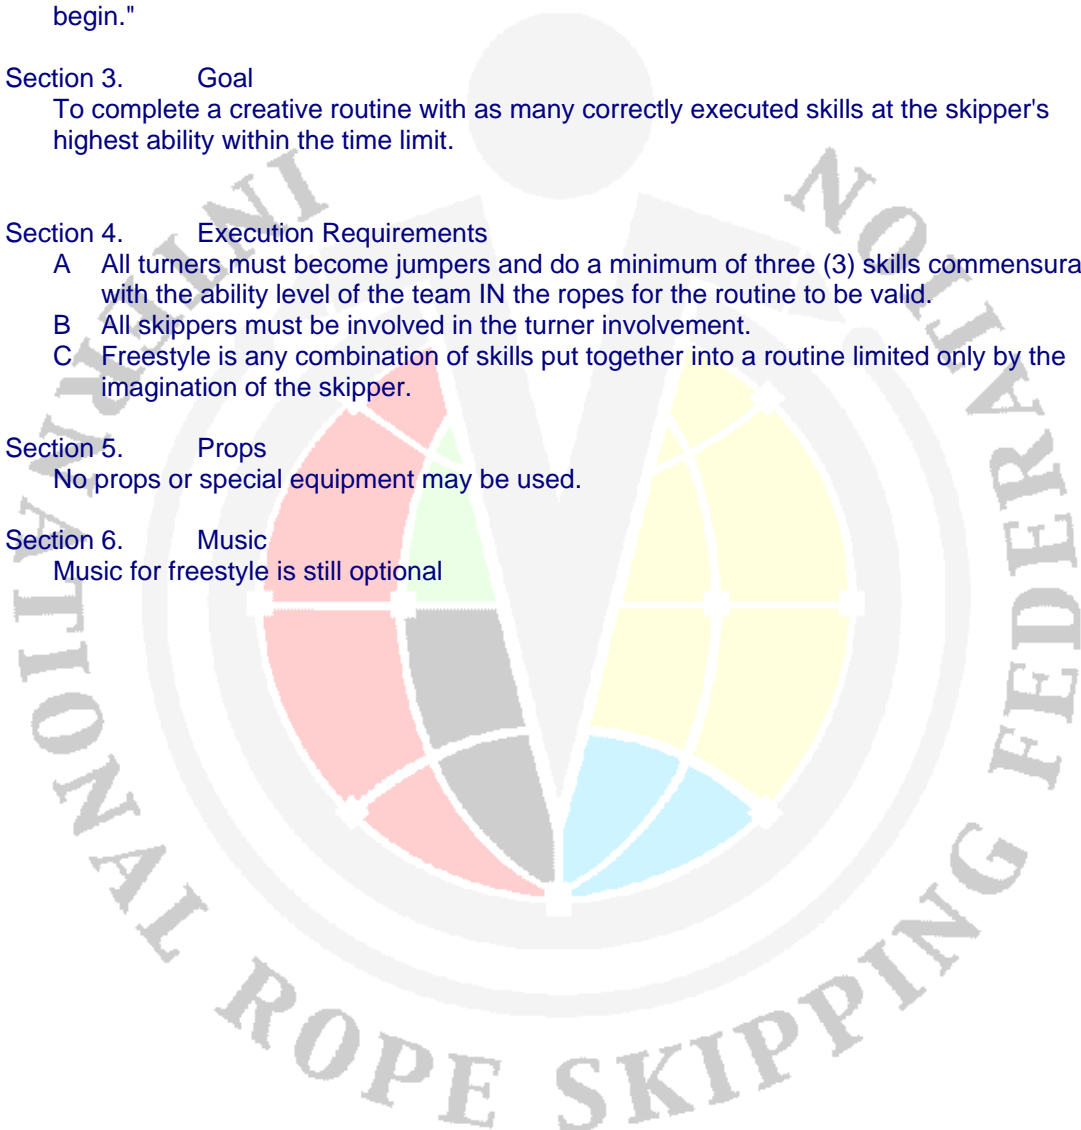 begin."
Section 3. Goal
To complete a creative routine with as many correctly executed skills at the skipper's
highest ability within the time limit.
Section 4. Execution Requirements
A All turners must become jumpers and do a minimum of three (3) skills commensura
with the ability level of the team IN the ropes for the routine to be valid.
B All skippers must be involved in the turner involvement.
C Freestyle is any combination of skills put together into a routine limited only by the
imagination of the skipper.
Section 5. Props
No props or special equipment may be used.
Section 6. Music
Music for freestyle is still optional
INTERNATIONAL ROPE SKIPPING FEDERATION